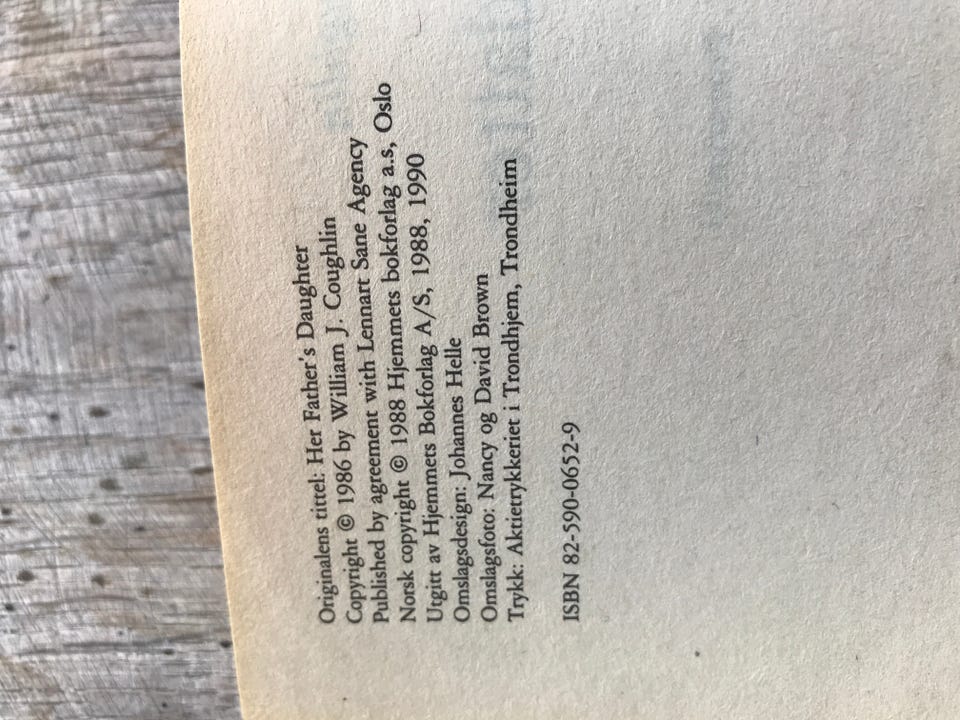 Originalens tittel: Her Father's Daughter
Copyright © 1986 by William J. Coughlin
Published by agreement with Lennart Sane Agency
Norsk copyright © 1988 Hjemmets bokforlag a.s, Oslo
Utgitt av Hjemmets Bokforlag A/S, 1988, 1990
Omslagsdesign: Johannes Helle
Omslagsfoto: Nancy og David Brown
Trykk: Aktietrykkeriet i Trondhjem, Trondheim
ISBN 82-590-0652-9